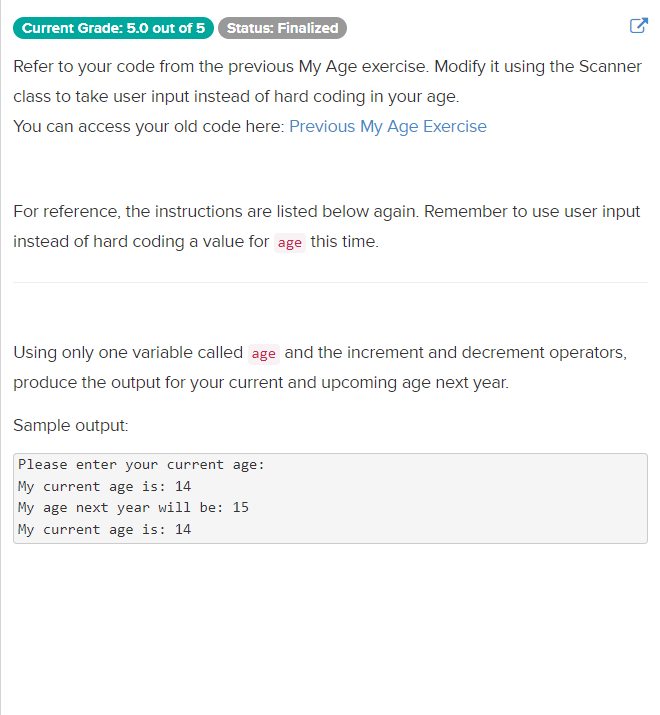 Current Grade: 5.0 out of 5 Status: Finalized
Refer to your code from the previous My Age exercise. Modify it using the Scanner
class to take user input instead of hard coding in your age.
You can access your old code here: Previous My Age Exercise
For reference, the instructions are listed below again. Remember to use user input
instead of hard coding a value for age this time.
Using only one variable called age and the increment and decrement operators,
produce the output for your current and upcoming age next year.
Sample output:
Please enter your current age:
My current age is: 14
My age next year will be: 15
My current age is: 14